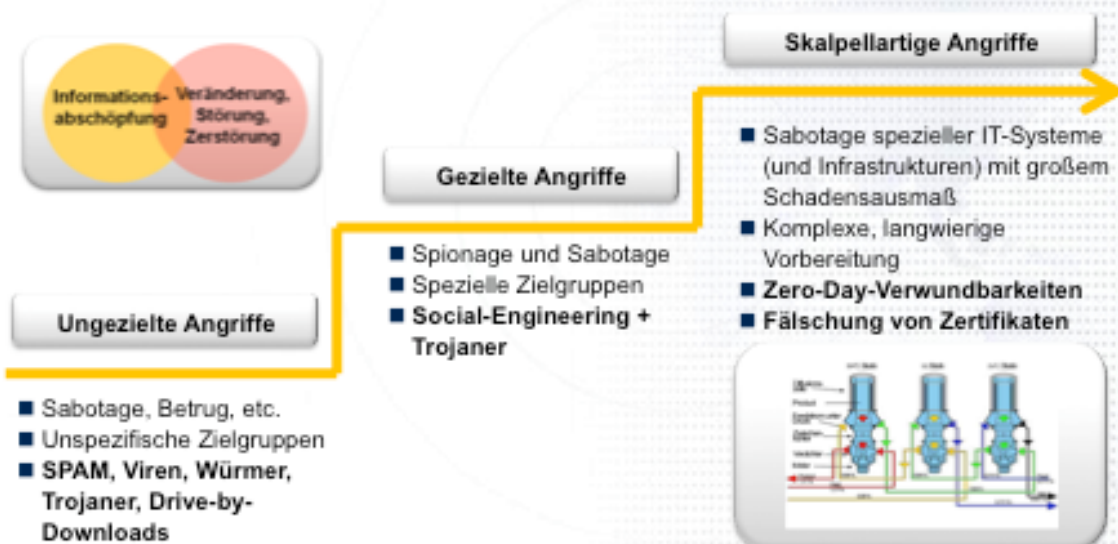 Informations-
abschöpfung
Veränderung,
Störung,
Zerstörung
Ungezielte Angriffe
■ Sabotage, Betrug, etc.
■ Unspezifische Zielgruppen
■ SPAM, Viren, Würmer,
Trojaner, Drive-by-
Downloads
Gezielte Angriffe
■ Spionage und Sabotage
■ Spezielle Zielgruppen
■ Social-Engineering +
Trojaner
Skalpellartige Angriffe
■ Sabotage spezieller IT-Systeme
(und Infrastrukturen) mit großem
Schadensausmaß
■ Komplexe, langwierige
Vorbereitung
■ Zero-Day-Verwundbarkeiten
■ Fälschung von Zertifikaten